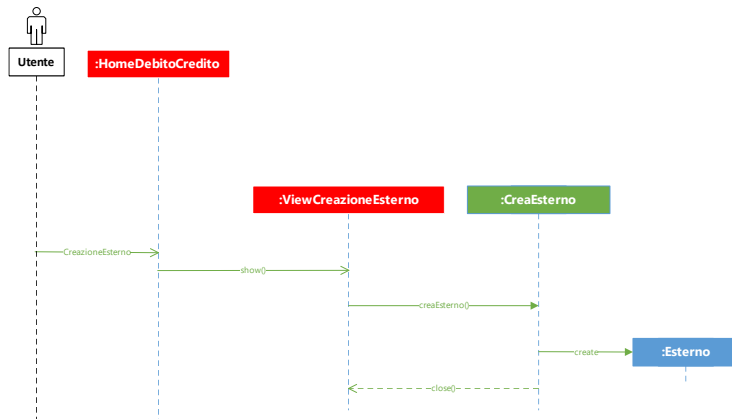 Utente
:HomeDebitoCredito
:ViewCreazioneEsterno
:CreaEsterno
CreazioneEsterno
show()
creaEsterno()
create
:Esterno
close()